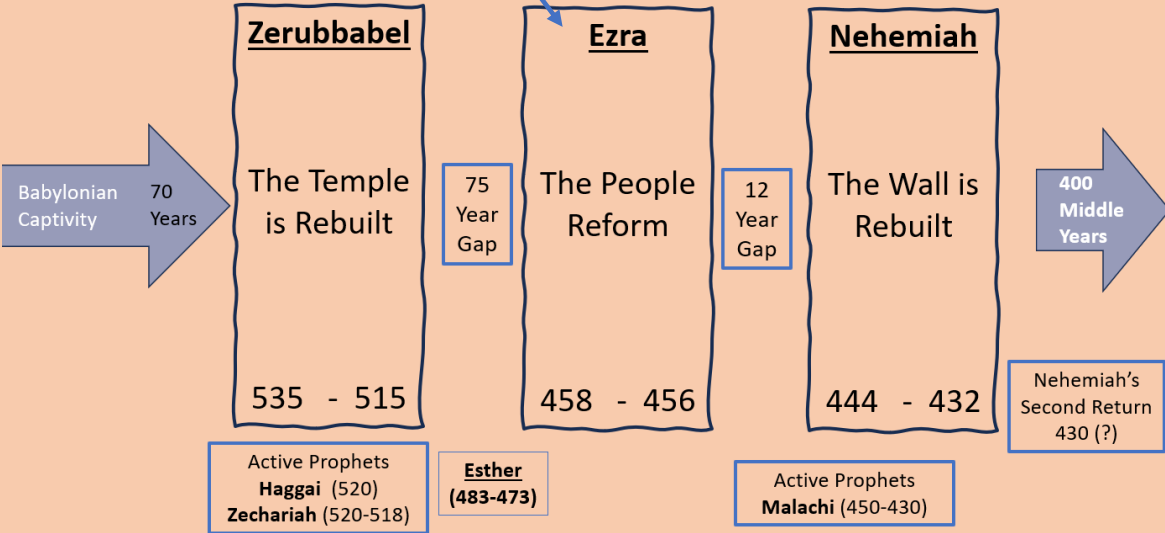 Zerubbabel
Ezra
Nehemiah
Babylonian
Captivity
70
Years
The Temple
is Rebuilt
75
Year
Gap
The People
Reform
12
Year
Gap
The Wall is
Rebuilt
400
Middle
Years
535 - 515
458 - 456
444 - 432
Nehemiah’s
Second Return
430 (?)
Active Prophets
Haggai (520)
Zechariah (520-518)
Esther
(483-473)
Active Prophets
Malachi (450-430)